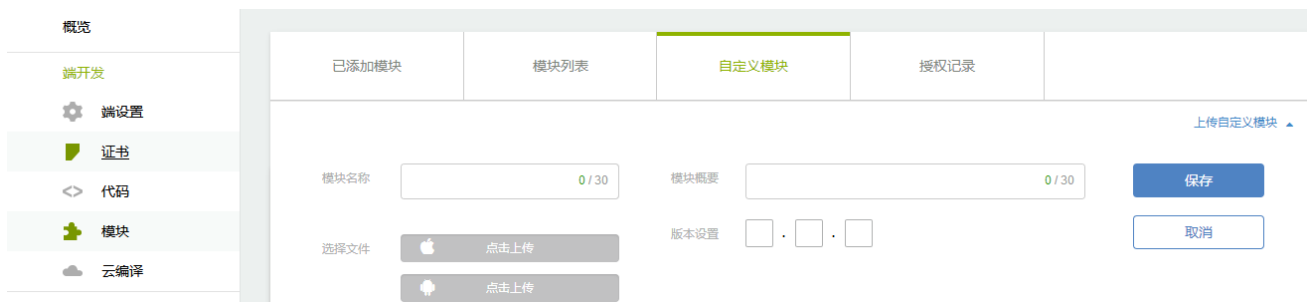 概览
端开发
端设置
证书
代码
模块
云编译
已添加模块
模块列表
自定义模块
授权记录
上传自定义模块
模块名称
0 / 30
模块概要
0 / 30
保存
选择文件
点击上传
点击上传
版本设置
. .
取消